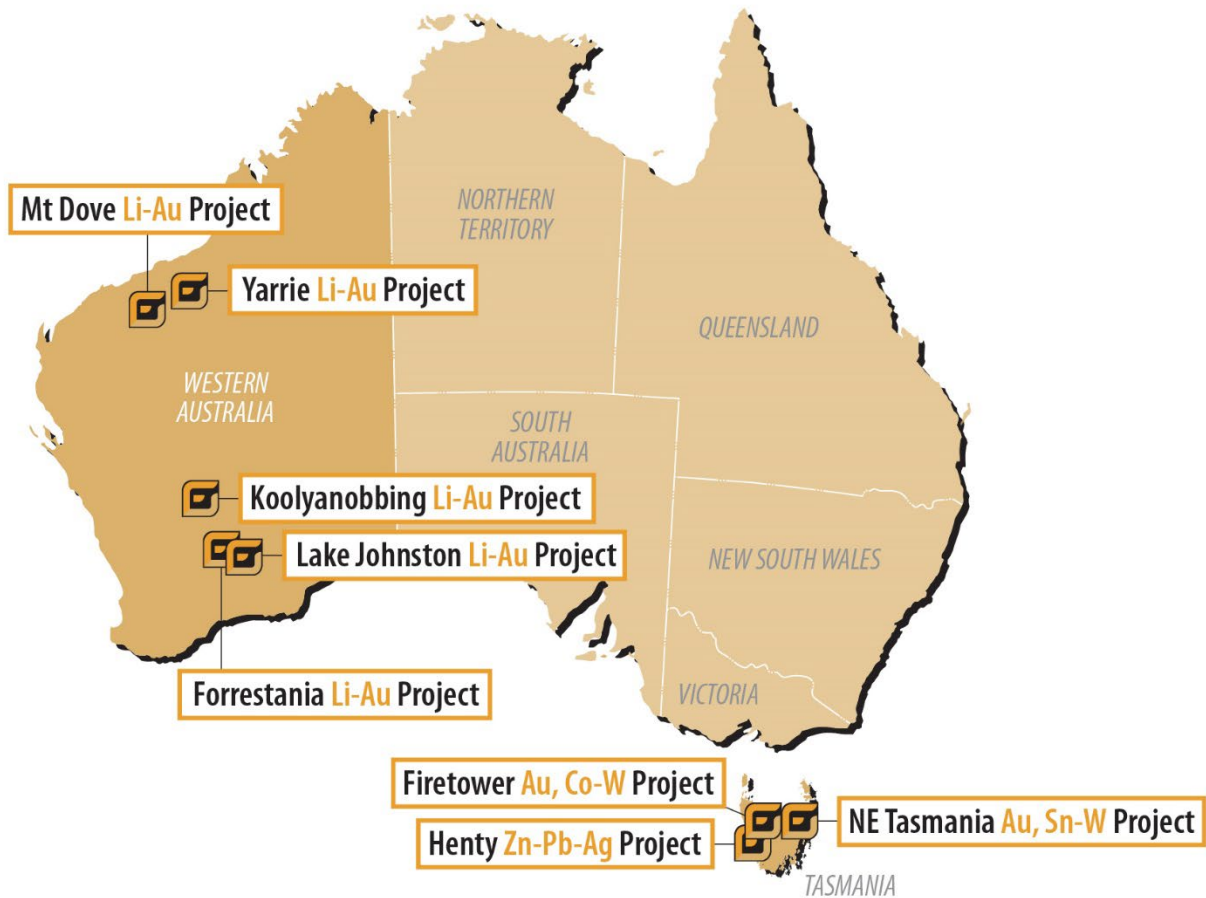 Mt Dove Li-Au Project
Yarrie Li-Au Project
NORTHERN
TERRITORY
QUEENSLAND
WESTERN
AUSTRALIA
SOUTH
AUSTRALIA
Koolyanobbing Li-Au Project
Lake Johnston Li-Au Project
NEW SOUTH WALES
Forrestania Li-Au Project
VICTORIA
Firetower Au, Co-W Project
NE Tasmania Au, Sn-W Project
Henty Zn-Pb-Ag Project
TASMANIA